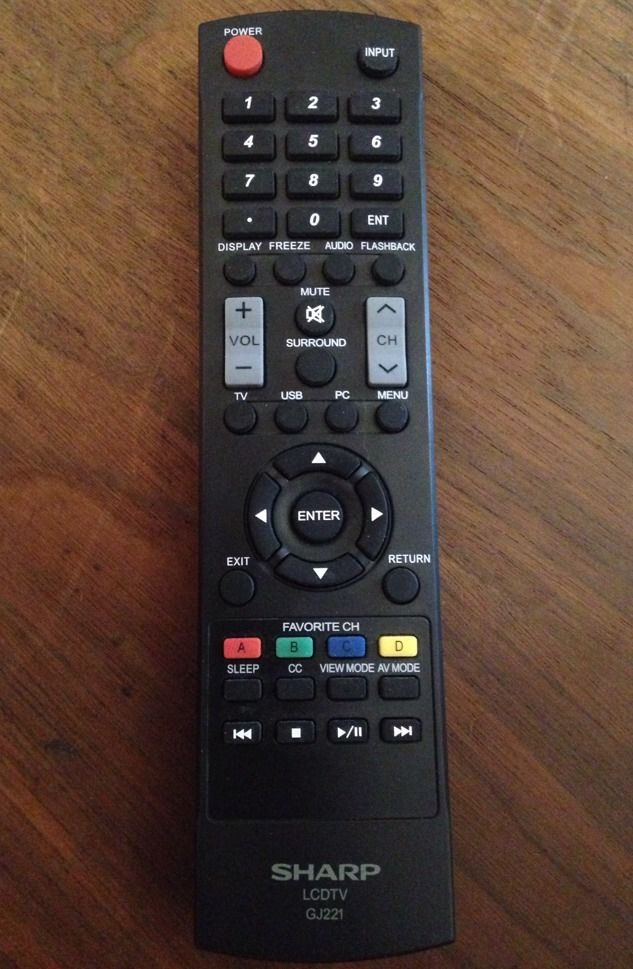 POWER
INPUT
1 2 3
4 5 6
7 8 9
• 0 ENT
DISPLAY FREEZE AUDIO FLASHBACK
MUTE
+ VOL −
CH
SURROUND
TV USB PC MENU
ENTER
EXIT
RETURN
FAVORITE CH
A B C D
SLEEP CC VIEW MODE AV MODE
SHARP
LCDTV
GJ221